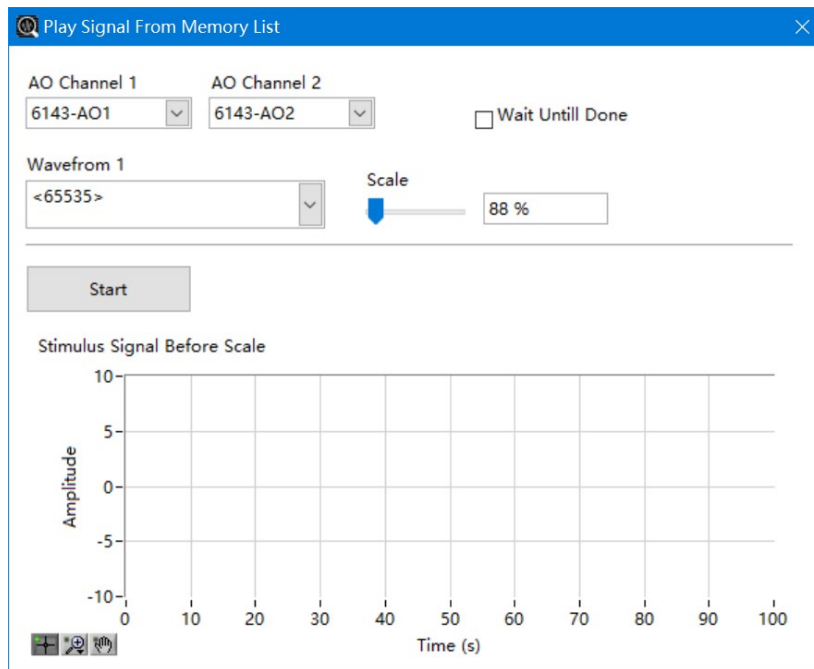 Play Signal From Memory List
AO Channel 1 AO Channel 2
6143-AO1 6143-AO2 Wait Untill Done
Wavefrom 1
Scale
<65535> 88 %
Start
Stimulus Signal Before Scale
10
5
0
-5
-10
Amplitude
0 10 20 30 40 50 60 70 80 90 100
Time (s)